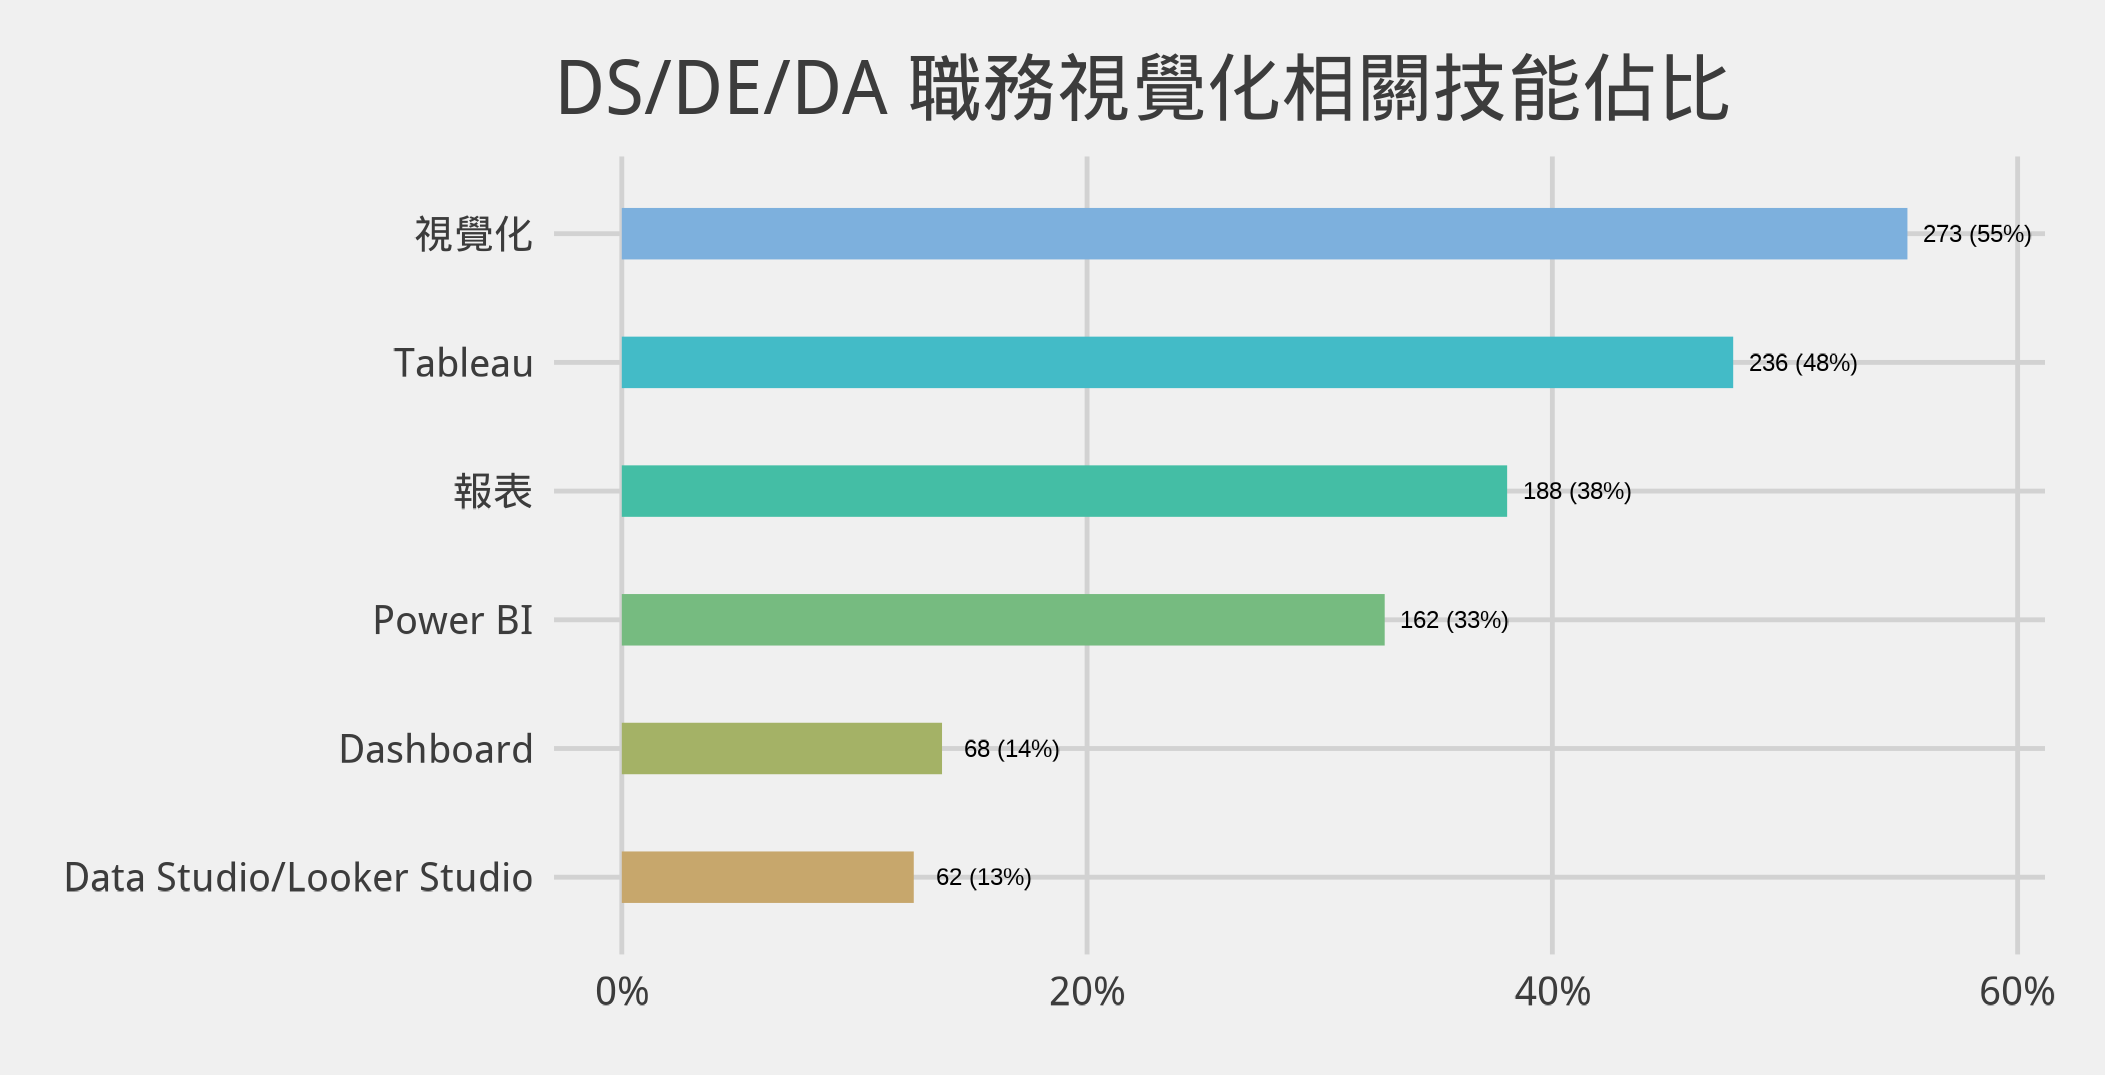 DS/DE/DA 職務視覺化相關技能佔比
視覺化 273 (55%)
Tableau 236 (48%)
報表 188 (38%)
Power BI 162 (33%)
Dashboard 68 (14%)
Data Studio/Looker Studio 62 (13%)
0% 20% 40% 60%